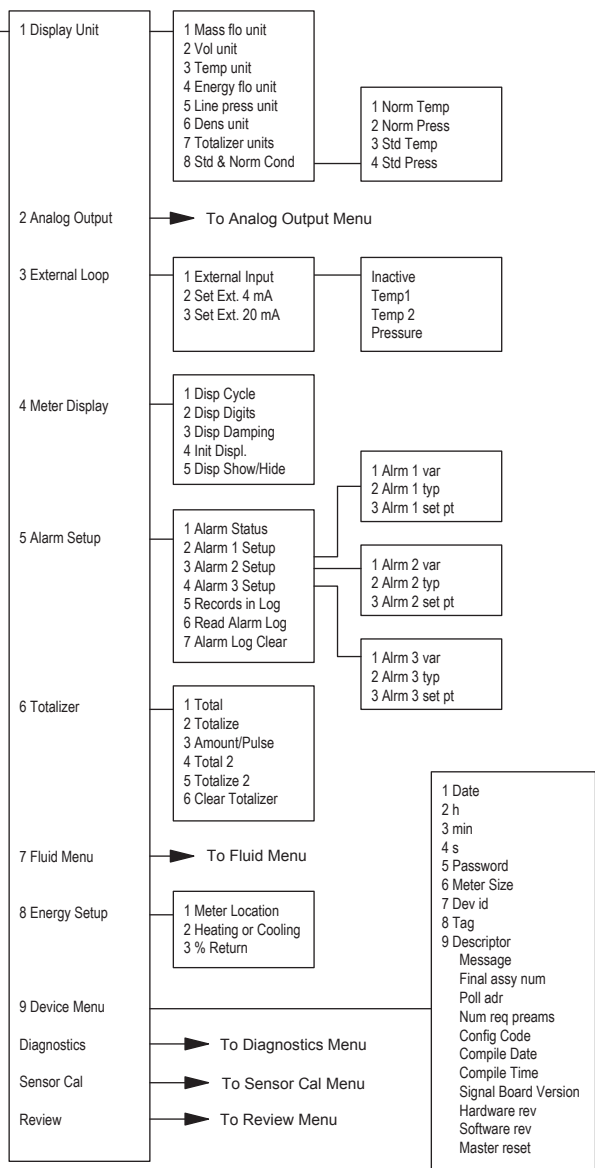 1 Display Unit
1 Mass flo unit
2 Vol unit
3 Temp unit
4 Energy flo unit
5 Line press unit
6 Dens unit
7 Totalizer units
8 Std & Norm Cond
1 Norm Temp
2 Norm Press
3 Std Temp
4 Std Press
2 Analog Output
To Analog Output Menu
3 External Loop
1 External Input
2 Set Ext. 4 mA
3 Set Ext. 20 mA
Inactive
Temp1
Temp 2
Pressure
4 Meter Display
1 Disp Cycle
2 Disp Digits
3 Disp Damping
4 Init Displ.
5 Disp Show/Hide
5 Alarm Setup
1 Alarm Status
2 Alarm 1 Setup
3 Alarm 2 Setup
4 Alarm 3 Setup
5 Records in Log
6 Read Alarm Log
7 Alarm Log Clear
1 Alrm 1 var
2 Alrm 1 typ
3 Alrm 1 set pt
1 Alrm 2 var
2 Alrm 2 typ
3 Alrm 2 set pt
1 Alrm 3 var
2 Alrm 3 typ
3 Alrm 3 set pt
6 Totalizer
1 Total
2 Totalize
3 Amount/Pulse
4 Total 2
5 Totalize 2
6 Clear Totalizer
7 Fluid Menu
To Fluid Menu
8 Energy Setup
1 Meter Location
2 Heating or Cooling
3 % Return
9 Device Menu
1 Date
2 h
3 min
4 s
5 Password
6 Meter Size
7 Dev id
8 Tag
9 Descriptor
Message
Final assy num
Poll adr
Num req preams
Config Code
Compile Date
Compile Time
Signal Board Version
Hardware rev
Software rev
Master reset
Diagnostics
To Diagnostics Menu
Sensor Cal
To Sensor Cal Menu
Review
To Review Menu